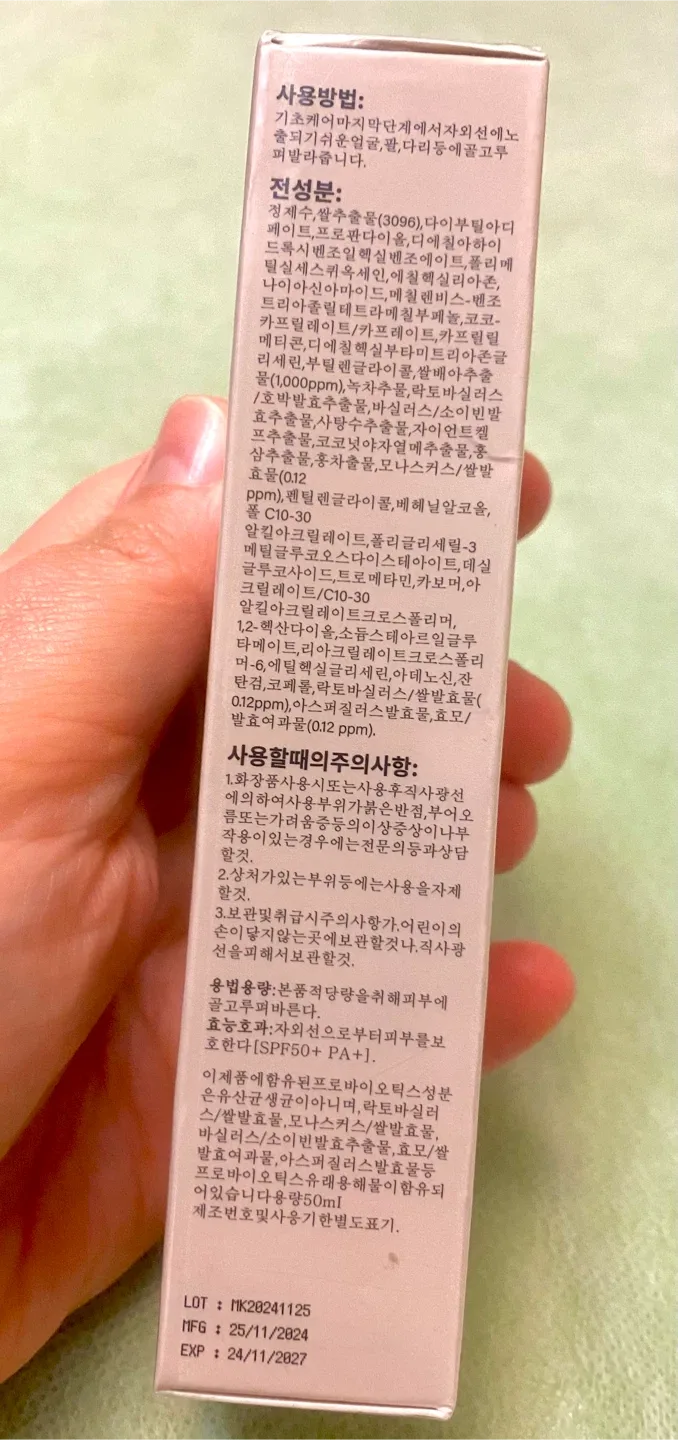 사용방법:
기초케어마지막단계에서자외선에노
출되기쉬운얼굴,팔,다리등에골고루
펴발라줍니다.
전성분:
정제수,쌀추출물(3096),다이부틸아디
페이트,프로판다이올,디에칠아하이
드록시벤조일헥실벤조에이트,폴리메
틸실세스퀴옥세인,에칠헥실리아존,
나이아신아마이드,메칠렌비스-벤조
트리아졸릴테트라메칠부페놀,코코-
카프릴레이트/카프레이트,카프릴릴
메티콘,디에칠헥실부타미트리아존글
리세린,부틸렌글라이콜,쌀배아추출
물(1,000ppm),녹차추물,락토바실러스
/호박발효추출물,바실러스/소이빈발
효추출물,사탕수추출물,자이언트켈
프추출물,코코넛야자열메추출물,홍
삼추출물,홍차출물,모나스커스/쌀발
효물(0.12
ppm),펜틸렌글라이콜,베헤닐알코올,
폴 C10-30
알킬아크릴레이트,폴리글리세릴-3
메틸글루코오스다이스테아이트,데실
글루코사이드,트로메타민,카보머,아
크릴레이트/C10-30
알킬아크릴레이트크로스폴리머,
1,2-헥산다이올,소듐스테아르일글루
타메이트,리아크릴레이트크로스폴리
머-6,에틸헥실글리세린,아데노신,잔
탄검,코페롤,락토바실러스/쌀발효물(
0.12ppm),아스퍼질러스발효물,효모/
발효여과물(0.12 ppm).
사용할때의주의사항:
1.화장품사용시또는사용후직사광선
에의하여사용부위가붉은반점,부어오
름또는가려움중등의이상증상이나부
작용이있는경우에는전문의등과상담
할것.
2.상처가있는부위등에는사용을자제
할것.
3.보관및취급시주의사항가.어린이의
손이닿지않는곳에보관할것나.직사광
선을피해서보관할것.
용법용량:본품적당량을취해피부에
골고루펴바른다.
효능효과:자외선으로부터피부를보
호한다[SPF50+ PA+].
이제품에함유된프로바이오틱스성분
은유산균생균이아니며,락토바실러
스/쌀발효물,모나스커스/쌀발효물,
바실러스/소이빈발효추출물,효모/쌀
발효여과물,아스퍼질러스발효물등
프로바이오틱스유래용해물이함유되
어있습니다용량50ml
제조번호및사응기한별도표기.
LOT : MK20241125
MFG : 25/11/2024
EXP : 24/11/2027